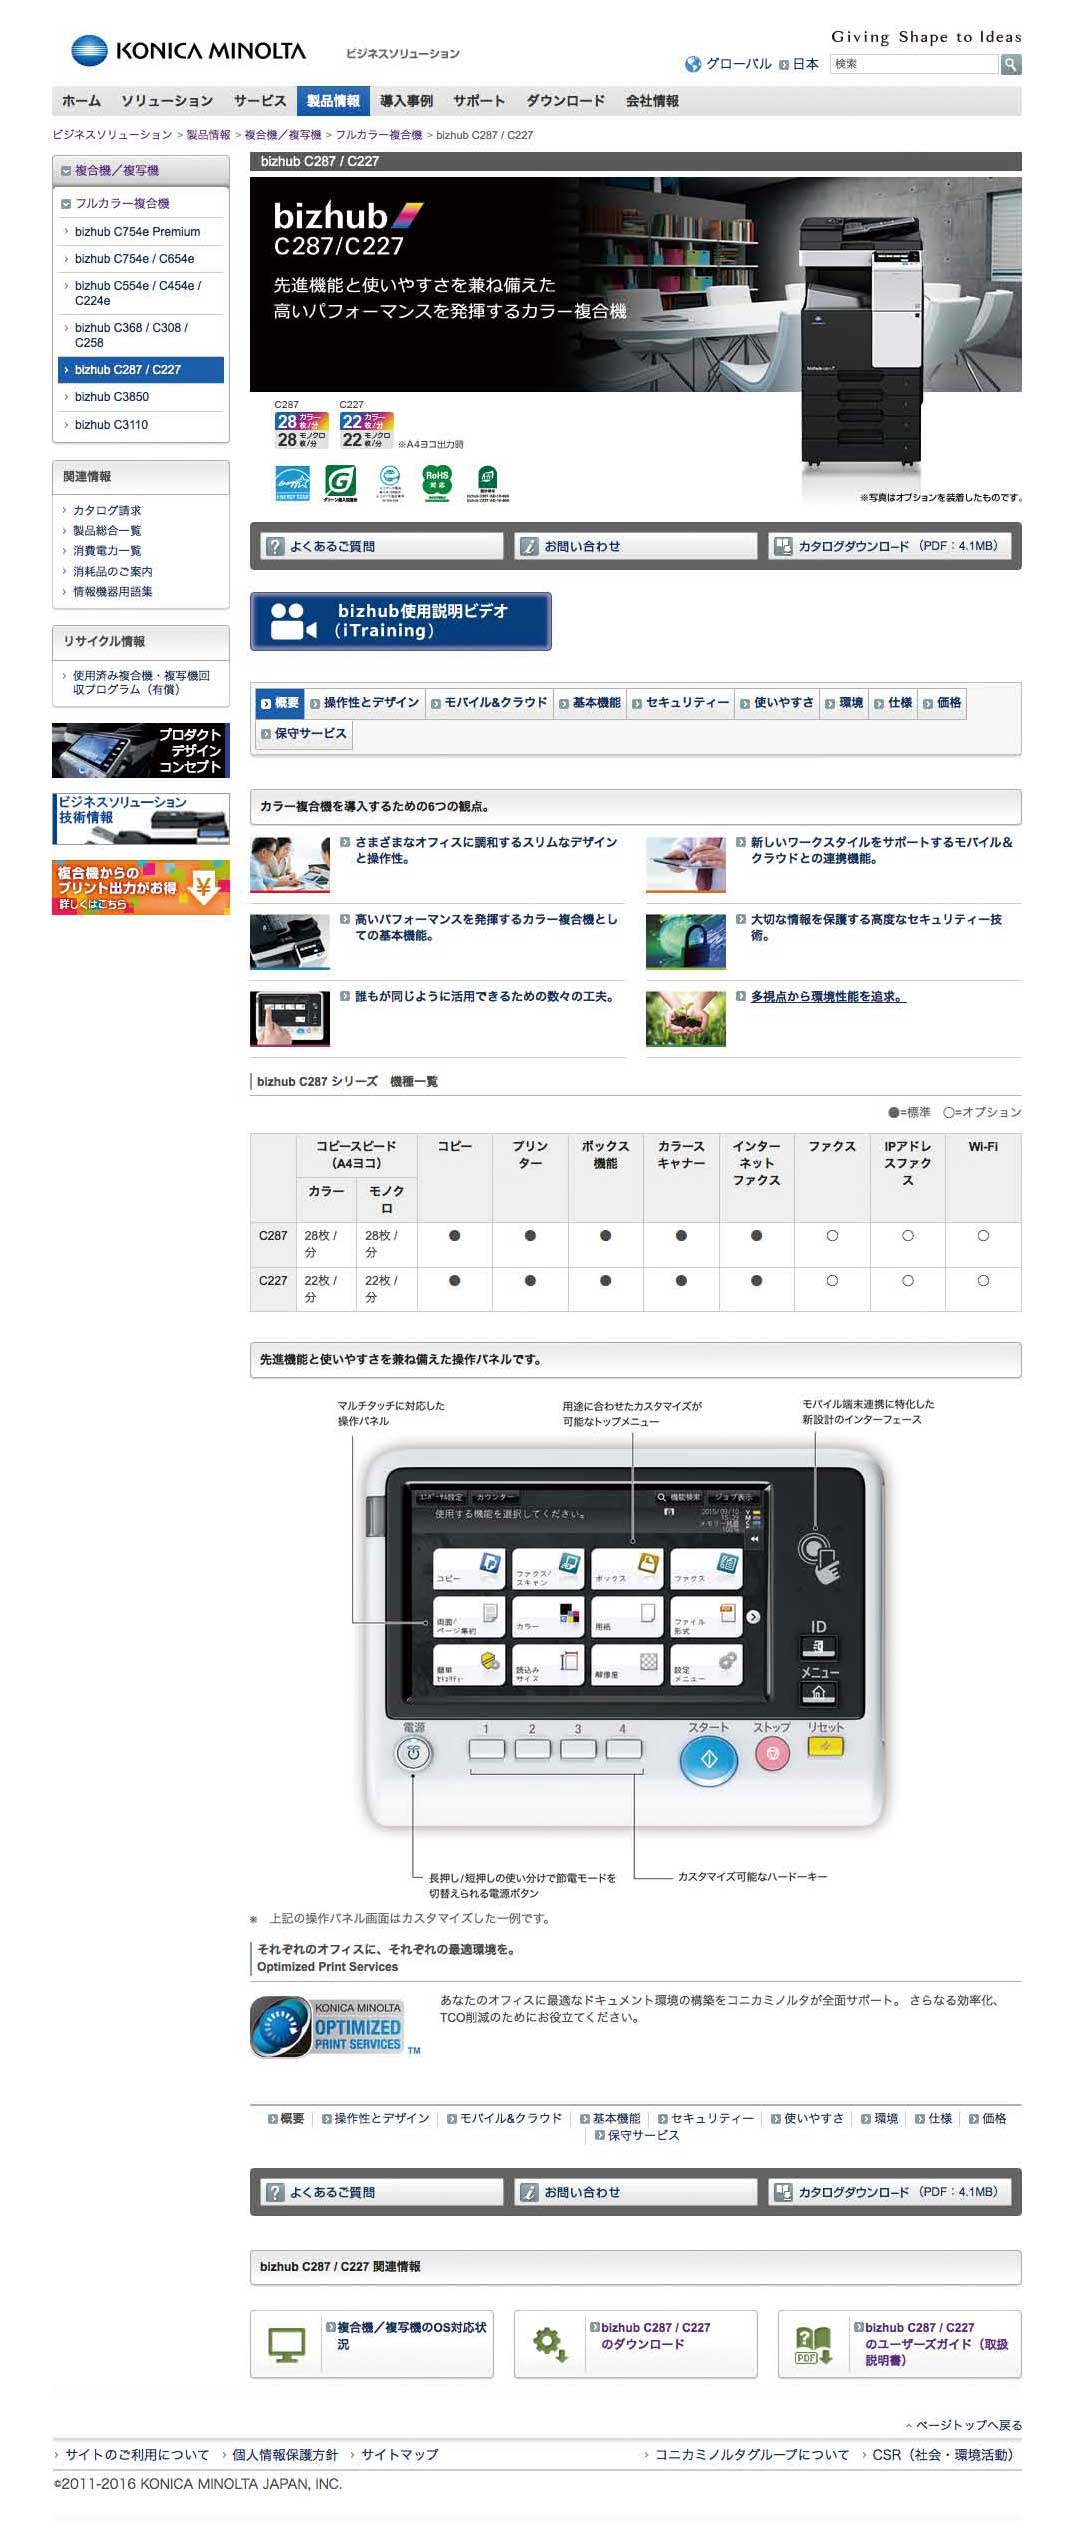 KONICA MINOLTA
ビジネスソリューション
Giving Shape to Ideas
グローバル 日本 検索
ホーム ソリューション サービス 製品情報 導入事例 サポート ダウンロード 会社情報
ビジネスソリューション > 製品情報 > 複合機／複写機 > フルカラー複合機 > bizhub C287 / C227
複合機／複写機
フルカラー複合機
bizhub C754e Premium
bizhub C754e / C654e
bizhub C554e / C454e /
C224e
bizhub C368 / C308 /
C258
bizhub C287 / C227
bizhub C3850
bizhub C3110
関連情報
カタログ請求
製品総合一覧
消費電力一覧
消耗品のご案内
情報機器用語集
リサイクル情報
使用済み複合機・複写機回
収プログラム（有償）
プロダクト
デザイン
コンセプト
ビジネスソリューション
技術情報
複合機からの
プリント出力がお得
詳しくはこちら
bizhub C287 / C227
bizhub
C287/C227
先進機能と使いやすさを兼ね備えた
高いパフォーマンスを発揮するカラー複合機
C287 C227
28 カラー 枚/分 22 カラー 枚/分
28 モノクロ 枚/分 22 モノクロ 枚/分 ※A4ヨコ出力時
ENERGY STAR
RoHS
対応
※写真はオプションを装着したものです。
よくあるご質問 お問い合わせ カタログダウンロード（PDF：4.1MB）
bizhub使用説明ビデオ
（iTraining）
概要 操作性とデザイン モバイル&クラウド 基本機能 セキュリティー 使いやすさ 環境 仕様 価格
保守サービス
カラー複合機を導入するための6つの観点。
さまざまなオフィスに調和するスリムなデザイン
と操作性。
新しいワークスタイルをサポートするモバイル&
クラウドとの連携機能。
高いパフォーマンスを発揮するカラー複合機とし
ての基本機能。
大切な情報を保護する高度なセキュリティー技
術。
誰もが同じように活用できるための数々の工夫。
多視点から環境性能を追求。
bizhub C287 シリーズ　機種一覧
●=標準　○=オプション
コピースピード
（A4ヨコ）
カラー モノク
ロ
コピー
プリン
ター
ボックス
機能
カラース
キャナー
インター
ネット
ファクス
ファクス
IPアドレ
スファク
ス
Wi-Fi
C287 28枚 /
分 28枚 /
分 ● ● ● ● ● ○ ○ ○
C227 22枚 /
分 22枚 /
分 ● ● ● ● ● ○ ○ ○
先進機能と使いやすさを兼ね備えた操作パネルです。
マルチタッチに対応した
操作パネル
用途に合わせたカスタマイズが
可能なトップメニュー
モバイル端末連携に特化した
新設計のインターフェース
ﾕﾆﾊﾞｰｻﾙ設定 カウンター 機能検索 ジョブ表示
使用する機能を選択してください。
2015/09/10
15:29
メモリー残量
100%
Y
M
C
K
コピー
ファクス/
スキャン
ボックス
ファクス
両面/
ページ集約
カラー
用紙
ファイル
形式
簡単
ｾｷｭﾘﾃｨｰ
読込み
サイズ
解像度
設定
メニュー
ID
メニュー
電源 1 2 3 4 スタート ストップ リセット
長押し/短押しの使い分けで節電モードを
切替えられる電源ボタン
カスタマイズ可能なハードーキー
※　上記の操作パネル画面はカスタマイズした一例です。
それぞれのオフィスに、それぞれの最適環境を。
Optimized Print Services
KONICA MINOLTA
OPTIMIZED
PRINT SERVICES
TM
あなたのオフィスに最適なドキュメント環境の構築をコニカミノルタが全面サポート。 さらなる効率化、
TCO削減のためにお役立てください。
概要 操作性とデザイン モバイル&クラウド 基本機能 セキュリティー 使いやすさ 環境 仕様 価格
保守サービス
よくあるご質問 お問い合わせ カタログダウンロード（PDF：4.1MB）
bizhub C287 / C227 関連情報
複合機／複写機のOS対応状
況
bizhub C287 / C227
のダウンロード
PDF
bizhub C287 / C227
のユーザーズガイド（取扱
説明書）
ページトップへ戻る
サイトのご利用について 個人情報保護方針 サイトマップ コニカミノルタグループについて CSR（社会・環境活動）
©2011-2016 KONICA MINOLTA JAPAN, INC.